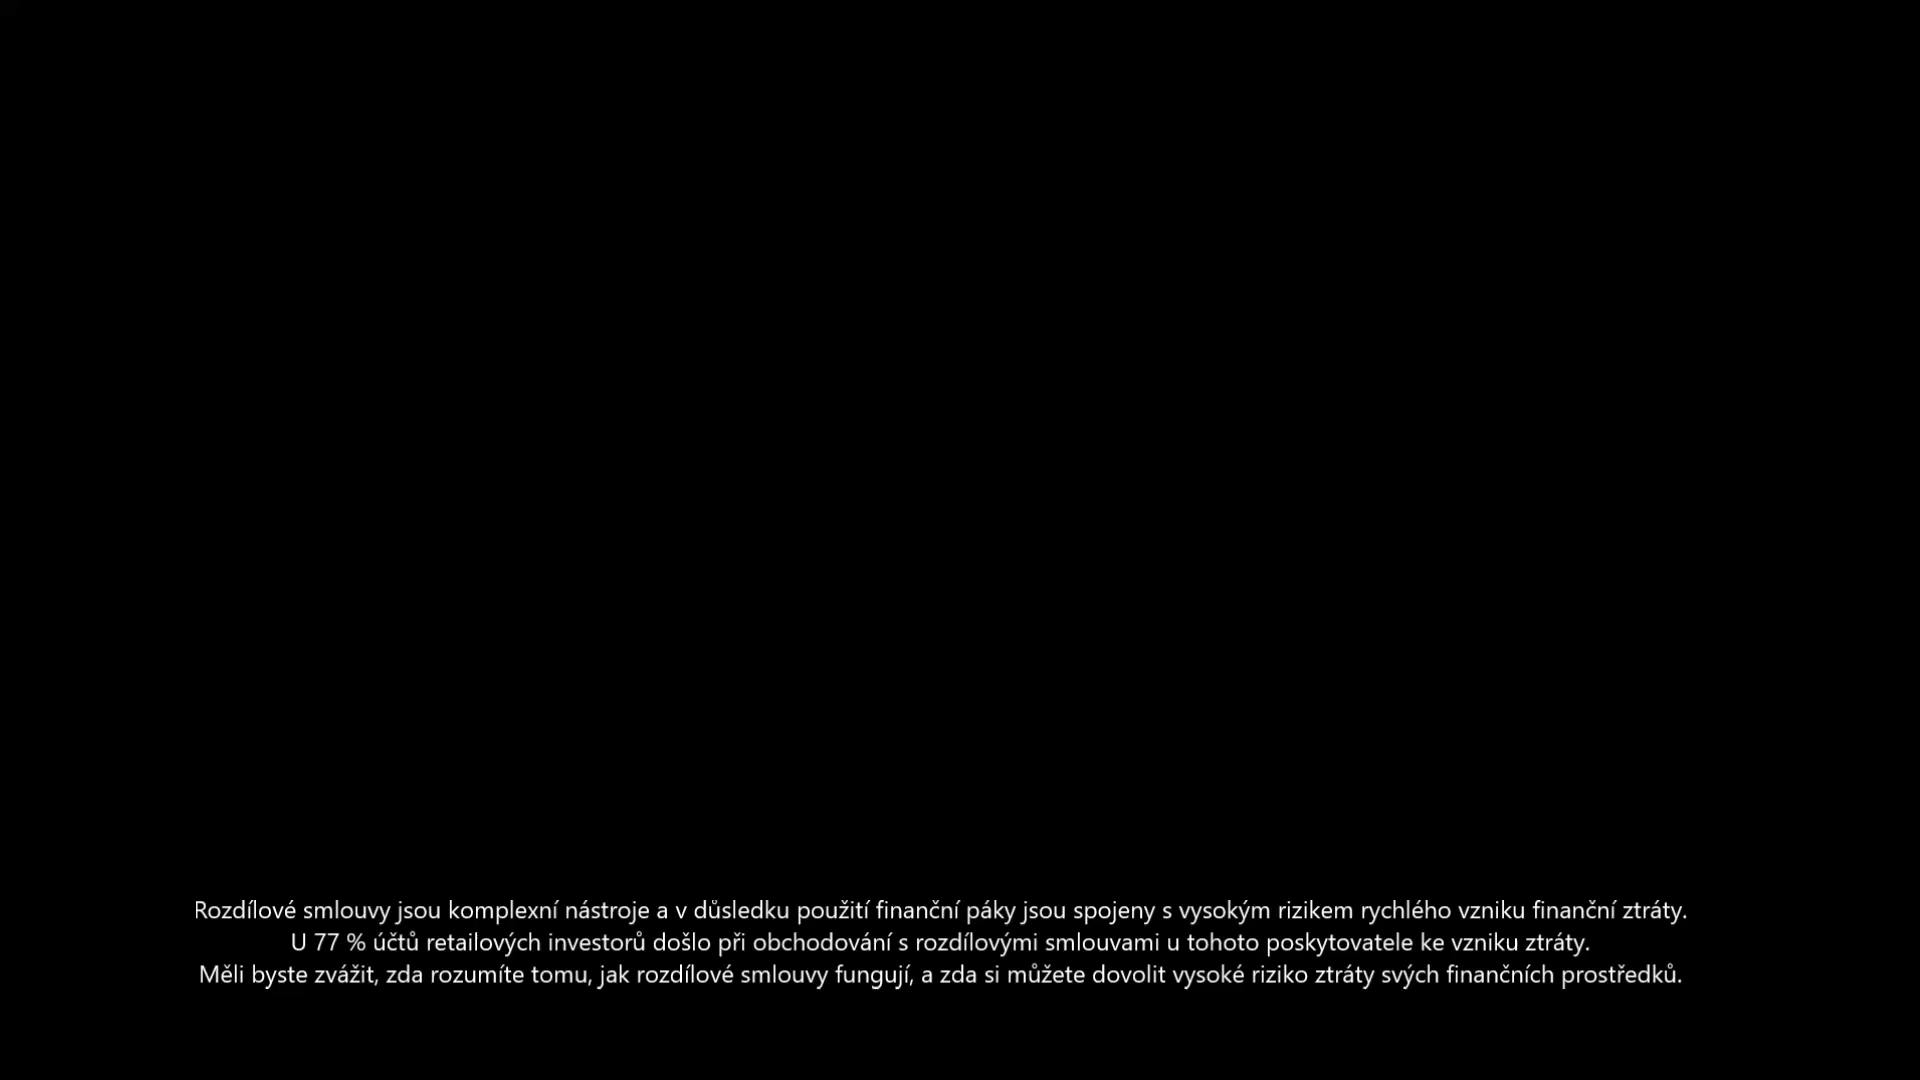 Rozdílové smlouvy jsou komplexní nástroje a v důsledku použití finanční páky jsou spojeny s vysokým rizikem rychlého vzniku finanční ztráty.
U 77 % účtů retailových investorů došlo při obchodování s rozdílovými smlouvami u tohoto poskytovatele ke vzniku ztráty.
Měli byste zvážit, zda rozumíte tomu, jak rozdílové smlouvy fungují, a zda si můžete dovolit vysoké riziko ztráty svých finančních prostředků.